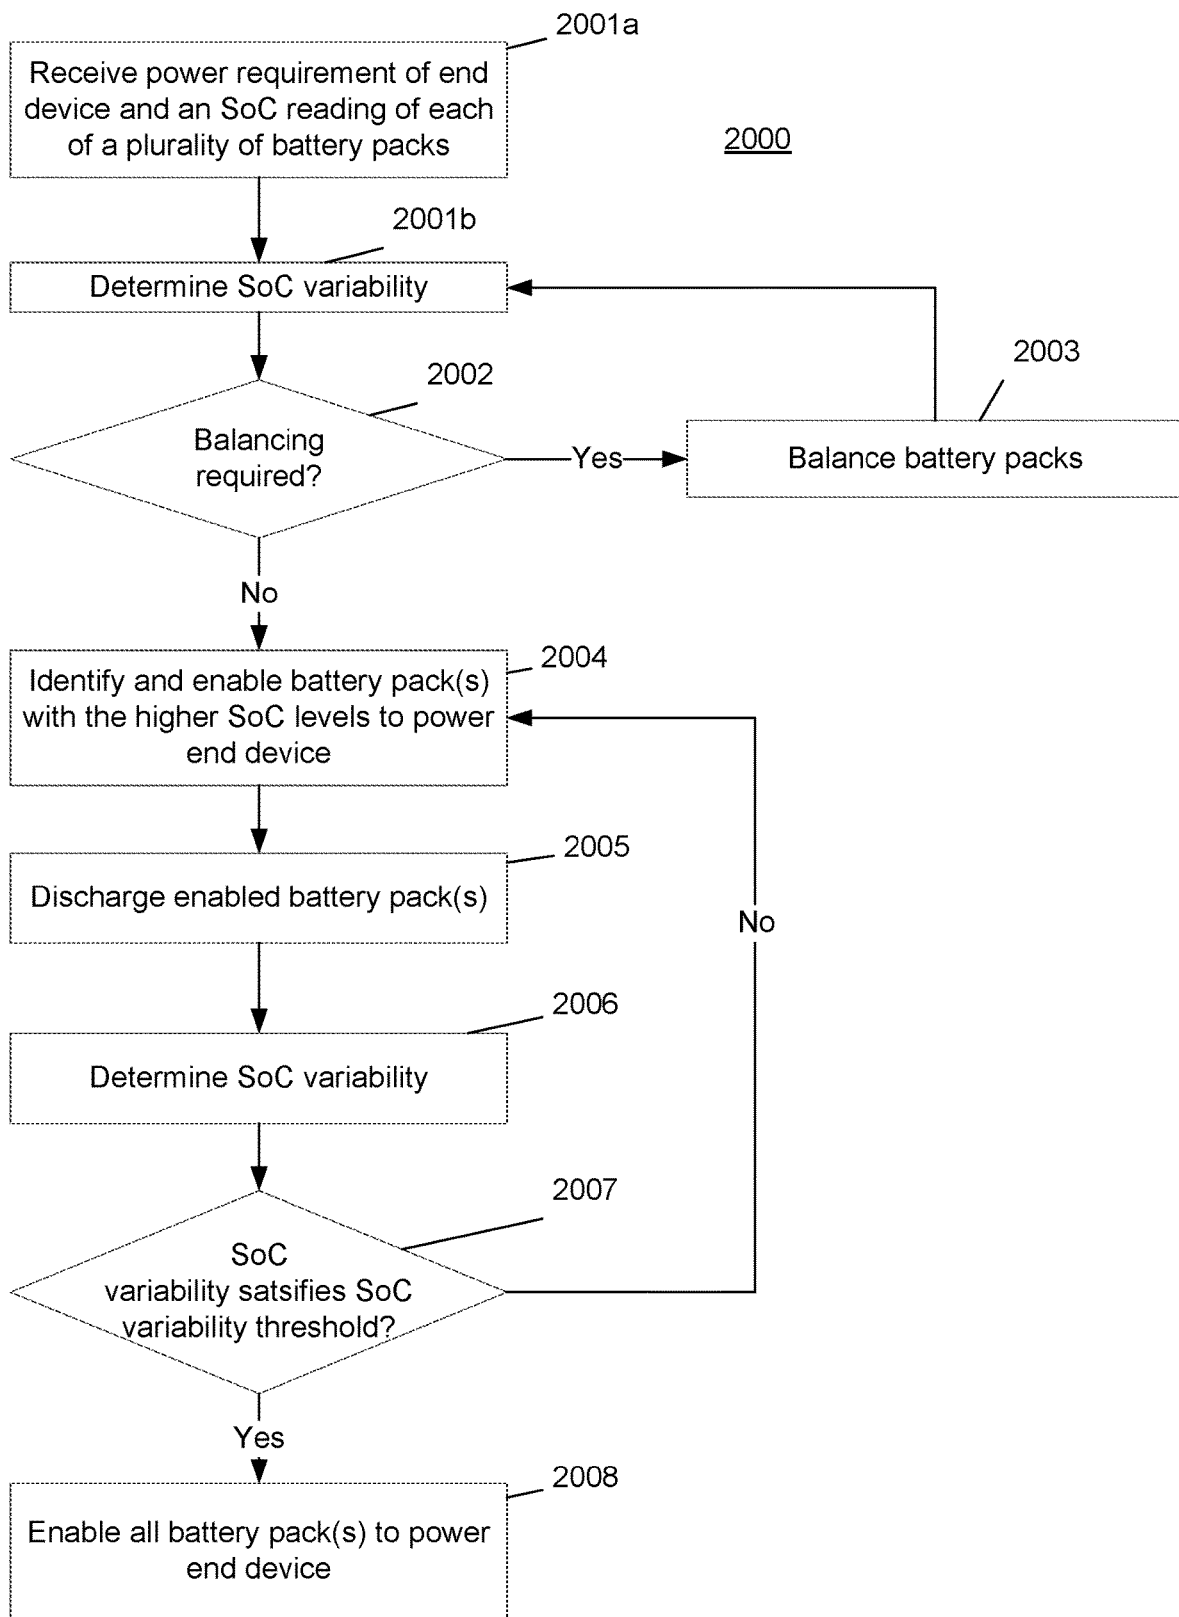 2001a
Receive power requirement of end
device and an SoC reading of each
of a plurality of battery packs
2000
2001b
Determine SoC variability
2002
2003
Balancing
required?
Yes
Balance battery packs
No
2004
Identify and enable battery pack(s)
with the higher SoC levels to power
end device
2005
Discharge enabled battery pack(s)
No
2006
Determine SoC variability
2007
SoC
variability satsifies SoC
variability threshold?
Yes
2008
Enable all battery pack(s) to power
end device